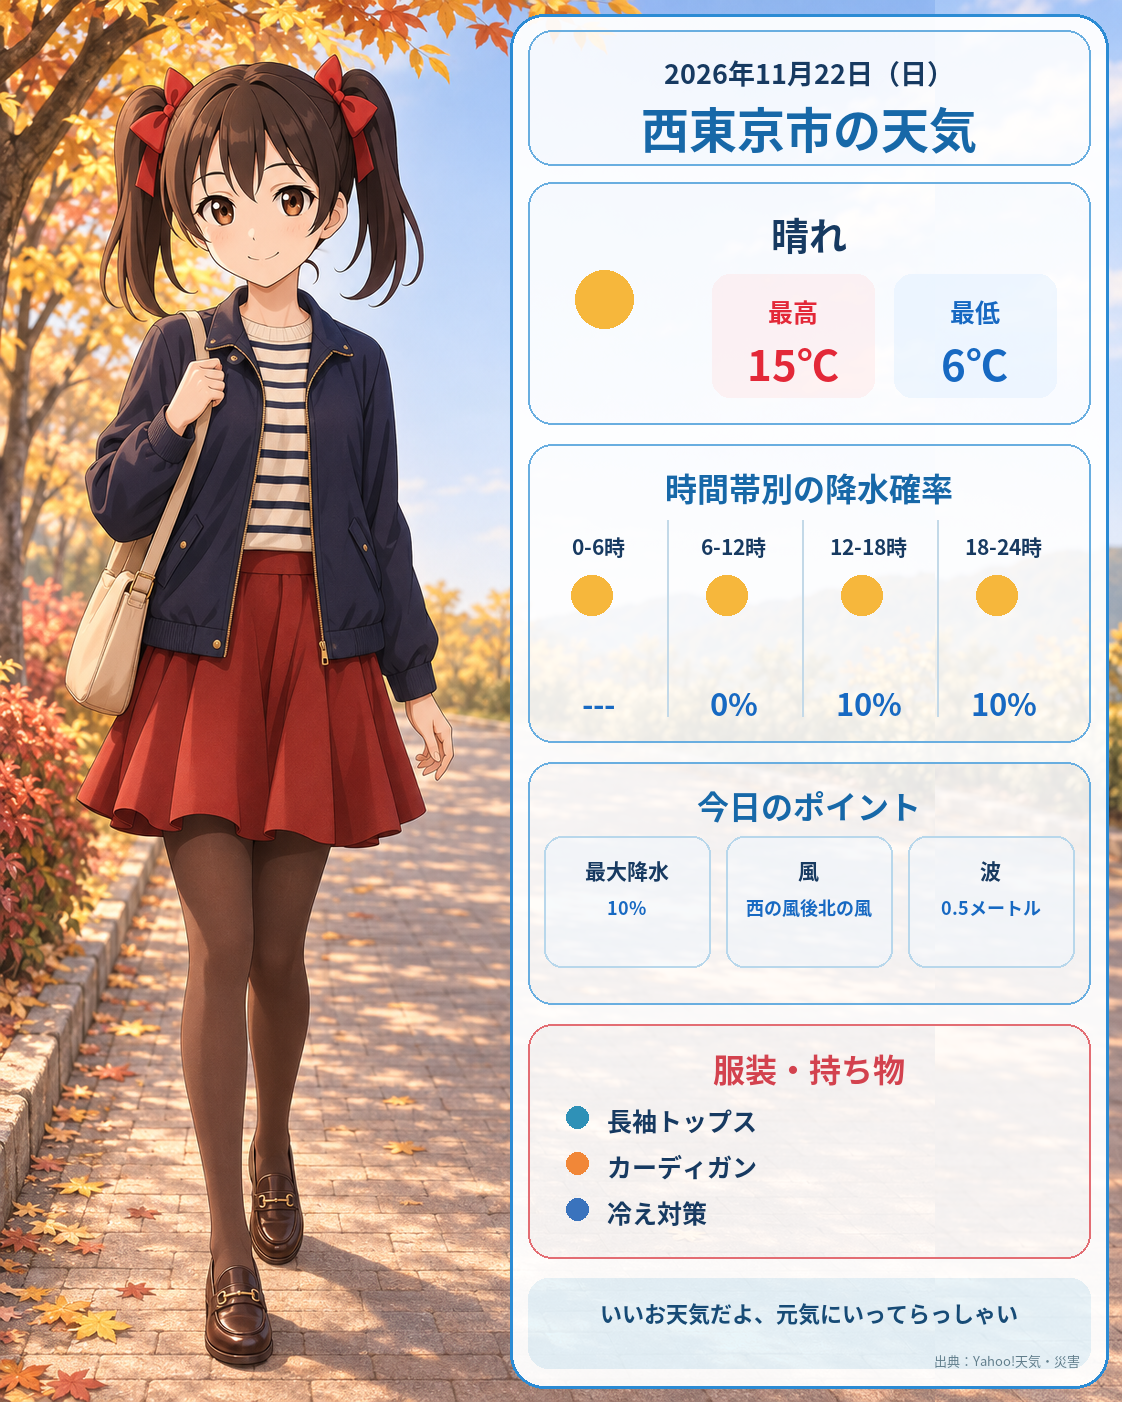 2026年11月22日（日）
西東京市の天気
晴れ
最高
15℃
最低
6℃
時間帯別の降水確率
0-6時
6-12時
12-18時
18-24時
---
0%
10%
10%
今日のポイント
最大降水
10%
風
西の風後北の風
波
0.5メートル
服装・持ち物
長袖トップス
カーディガン
冷え対策
いいお天気だよ、元気にいってらっしゃい
出典：Yahoo!天気・災害